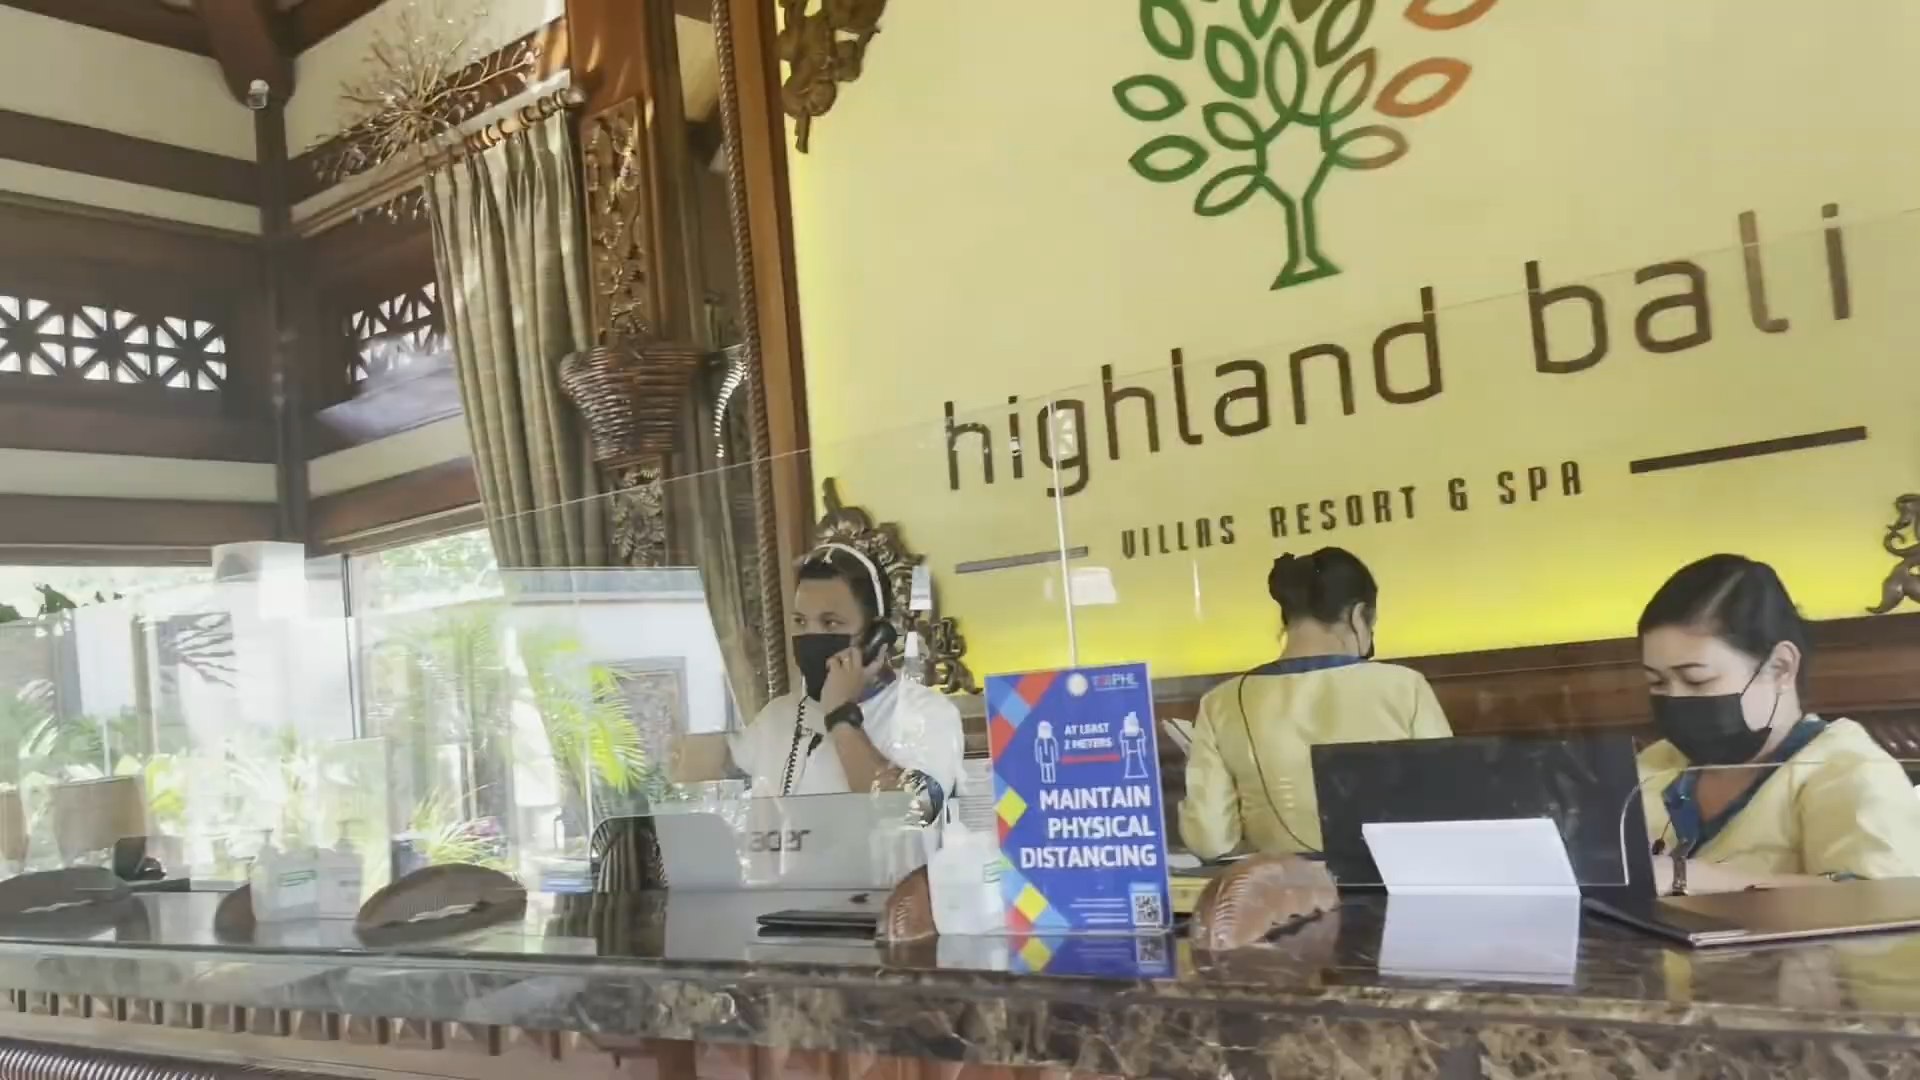 highland bali
VILLAS RESORT & SPA
AT LEAST
2 METERS
MAINTAIN
PHYSICAL
DISTANCING
acer